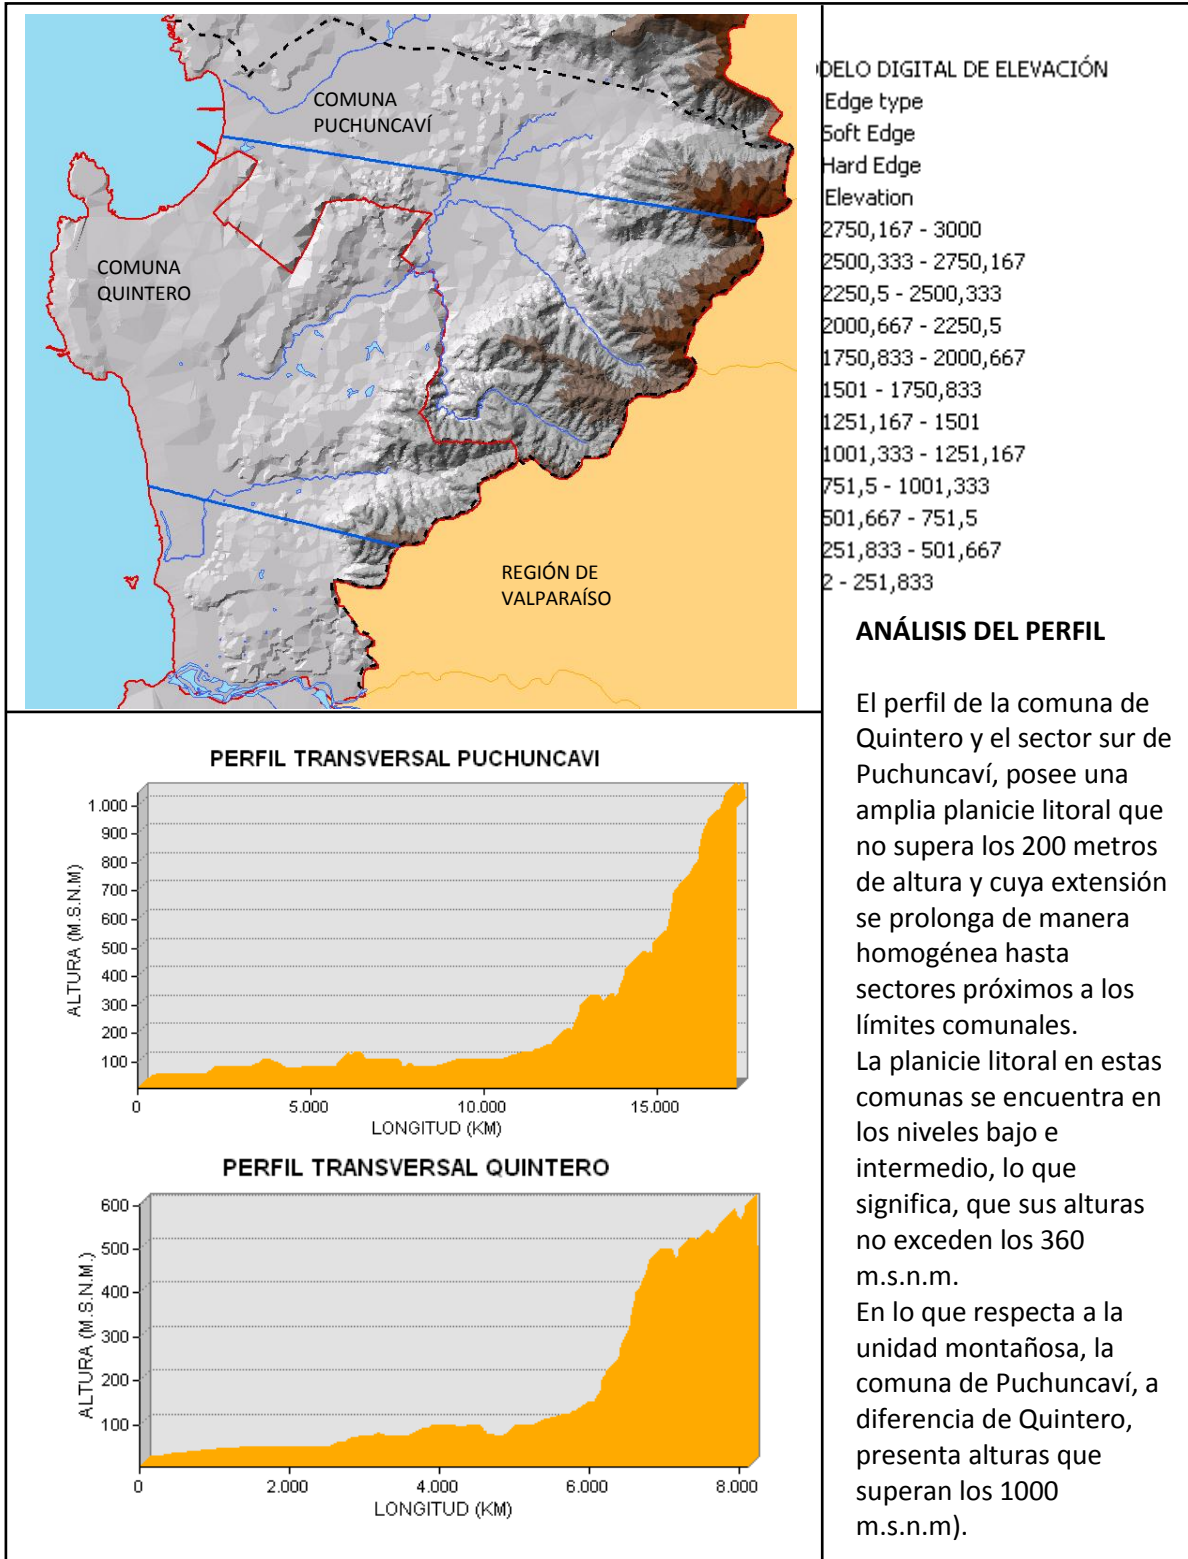 COMUNA
PUCHUNCAVÍ
COMUNA
QUINTERO
REGIÓN DE
VALPARAÍSO
DELO DIGITAL DE ELEVACIÓN
Edge type
Soft Edge
Hard Edge
Elevation
2750,167 - 3000
2500,333 - 2750,167
2250,5 - 2500,333
2000,667 - 2250,5
1750,833 - 2000,667
1501 - 1750,833
1251,167 - 1501
1001,333 - 1251,167
751,5 - 1001,333
501,667 - 751,5
251,833 - 501,667
2 - 251,833
ANÁLISIS DEL PERFIL
El perfil de la comuna de
Quintero y el sector sur de
Puchuncaví, posee una
amplia planicie litoral que
no supera los 200 metros
de altura y cuya extensión
se prolonga de manera
homogénea hasta
sectores próximos a los
límites comunales.
La planicie litoral en estas
comunas se encuentra en
los niveles bajo e
intermedio, lo que
significa, que sus alturas
no exceden los 360
m.s.n.m.
En lo que respecta a la
unidad montañosa, la
comuna de Puchuncaví, a
diferencia de Quintero,
presenta alturas que
superan los 1000
m.s.n.m).
PERFIL TRANSVERSAL PUCHUNCAVI
ALTURA (M.S.N.M)
1.000
900
800
700
600
500
400
300
200
100
0 5.000 10.000 15.000
LONGITUD (KM)
PERFIL TRANSVERSAL QUINTERO
ALTURA (M.S.N.M.)
600
500
400
300
200
100
0 2.000 4.000 6.000 8.000
LONGITUD (KM)